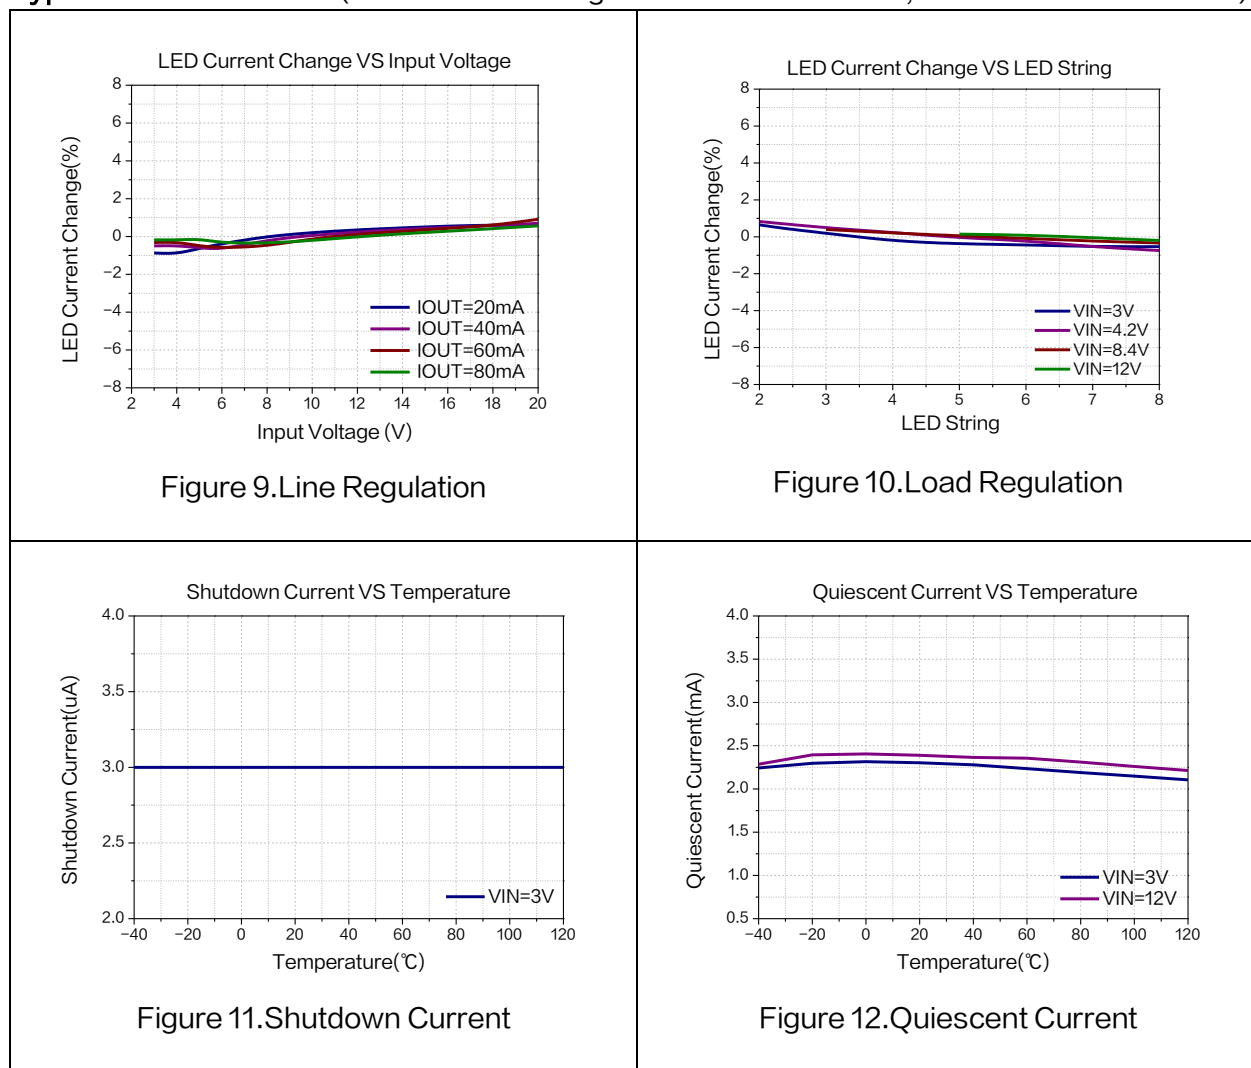 LED Current Change VS Input Voltage
LED Current Change(%)
8
6
4
2
0
−2
−4
−6
−8
IOUT=20mA
IOUT=40mA
IOUT=60mA
IOUT=80mA
2 4 6 8 10 12 14 16 18 20
Input Voltage (V)
Figure 9.Line Regulation
LED Current Change VS LED String
LED Current Change(%)
8
6
4
2
0
−2
−4
−6
−8
VIN=3V
VIN=4.2V
VIN=8.4V
VIN=12V
2 3 4 5 6 7 8
LED String
Figure 10.Load Regulation
Shutdown Current VS Temperature
Shutdown Current(uA)
4.0
3.5
3.0
2.5
2.0
VIN=3V
−40 −20 0 20 40 60 80 100 120
Temperature(℃)
Figure 11.Shutdown Current
Quiescent Current VS Temperature
Quiescent Current(mA)
4.0
3.5
3.0
2.5
2.0
1.5
1.0
0.5
VIN=3V
VIN=12V
−40 −20 0 20 40 60 80 100 120
Temperature(℃)
Figure 12.Quiescent Current